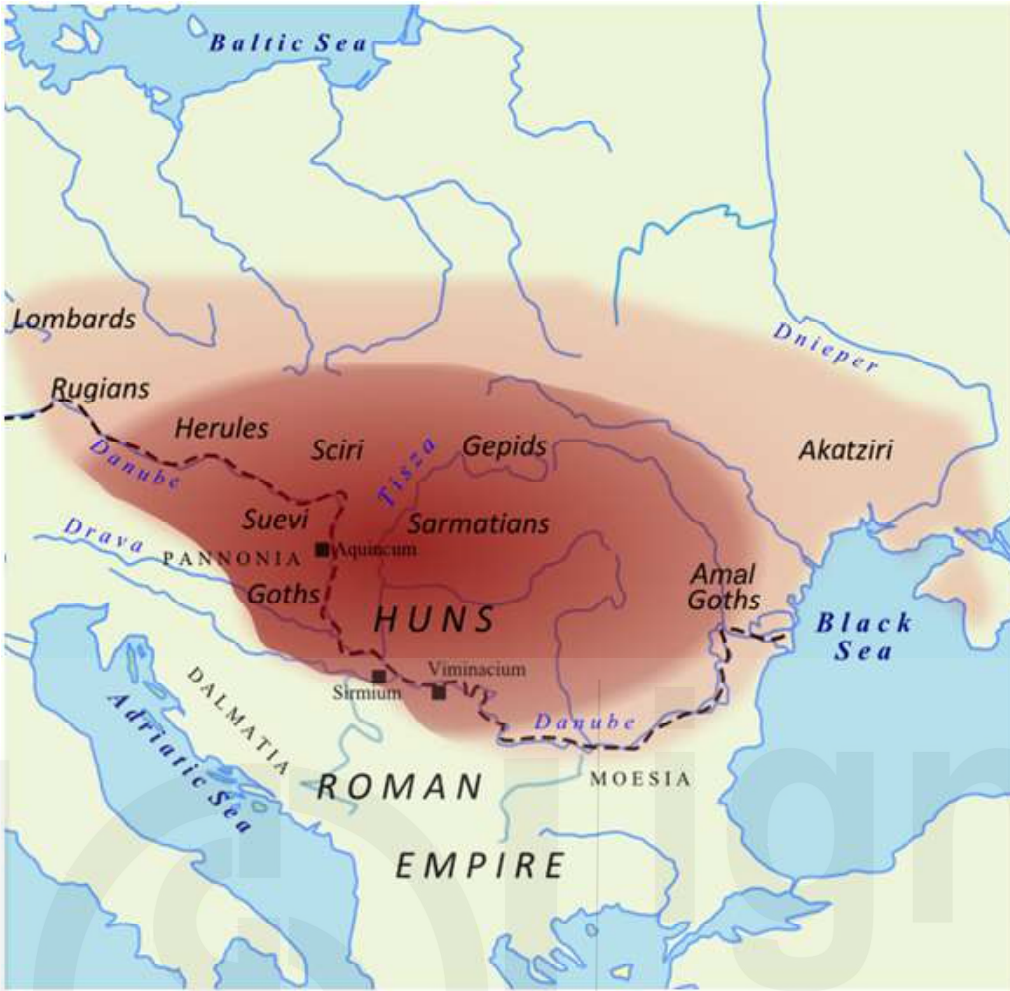 Baltic Sea
Lombards
Dnieper
Rugians
Herules
Sciri
Tisza
Gepids
Akatziri
Danube
Suevi
Sarmatians
Drava
PANNONIA
Aquincum
Goths
HUNS
Amal
Goths
Black
Sea
Viminacium
Sirmium
DALMATIA
Adriatic Sea
Danube
MOESIA
ROMAN
EMPIRE